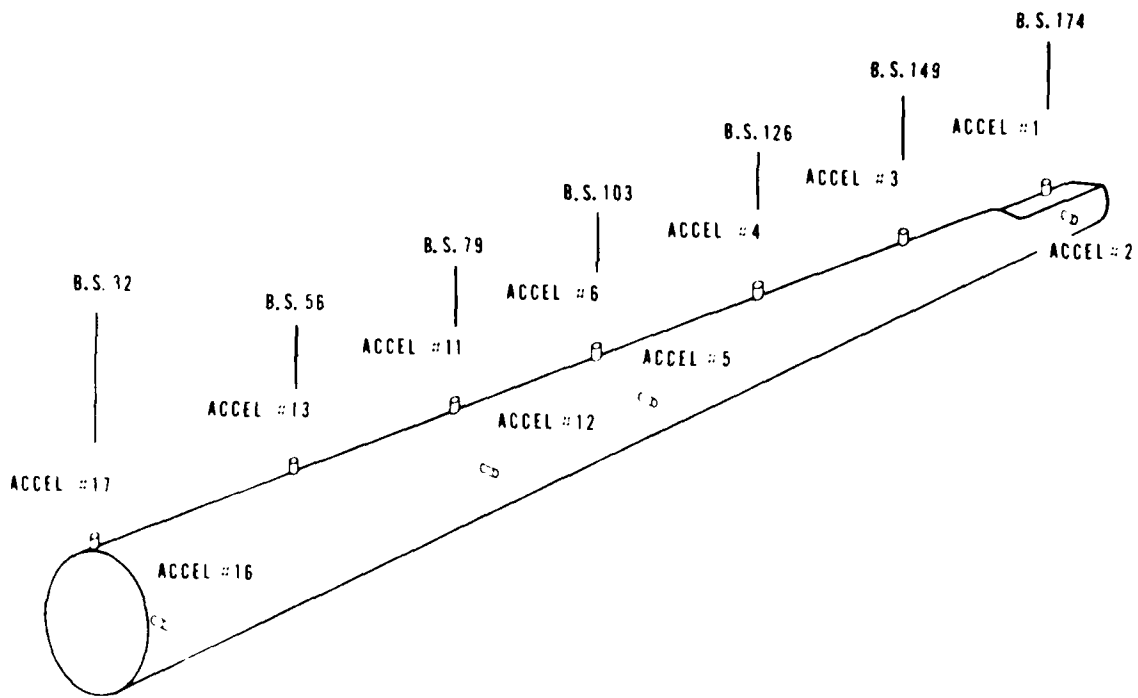 B.S.174
B.S.149
ACCEL #1
B.S.126
ACCEL #3
B.S.103
ACCEL #4
B.S.79
ACCEL #2
B.S.32
ACCEL #6
B.S.56
ACCEL #11
ACCEL #5
ACCEL #13
ACCEL #12
ACCEL #17
ACCEL #16